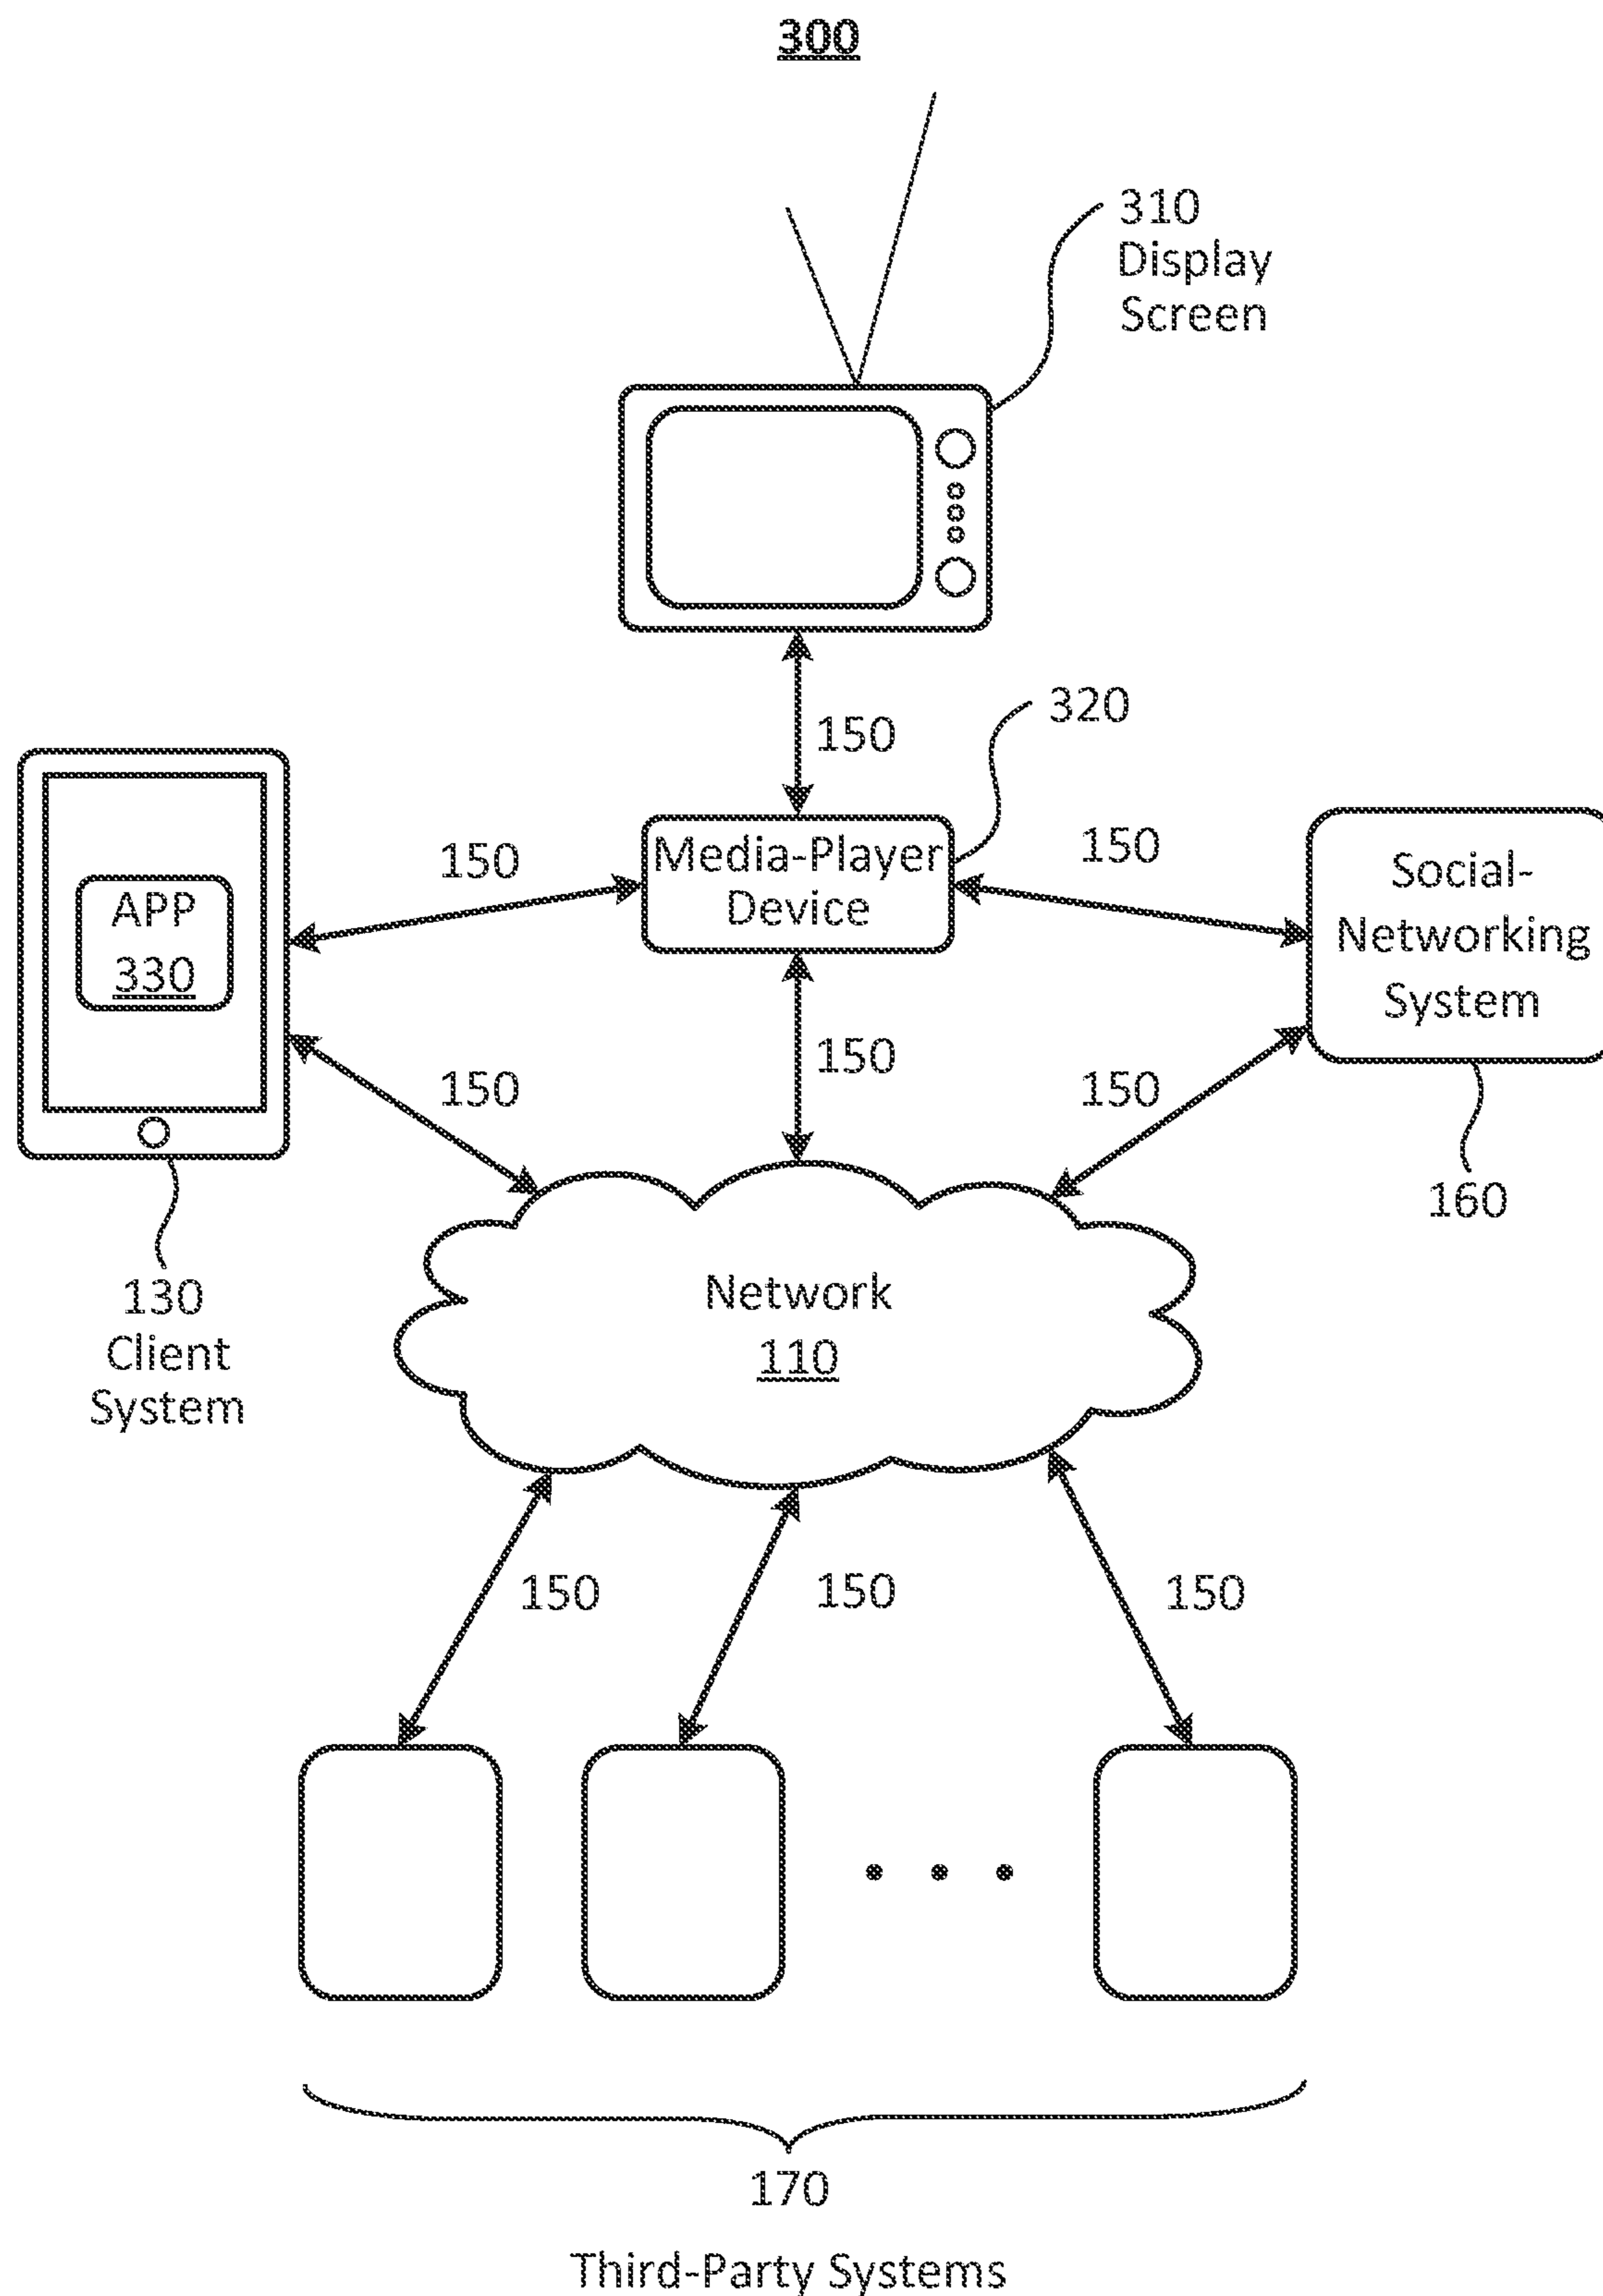 300
310
Display
Screen
150
320
150
Media-Player
Device
150
Social-
Networking
System
APP
330
150
150
150
160
130
Client
System
Network
110
150
150
150
170
Third-Party Systems